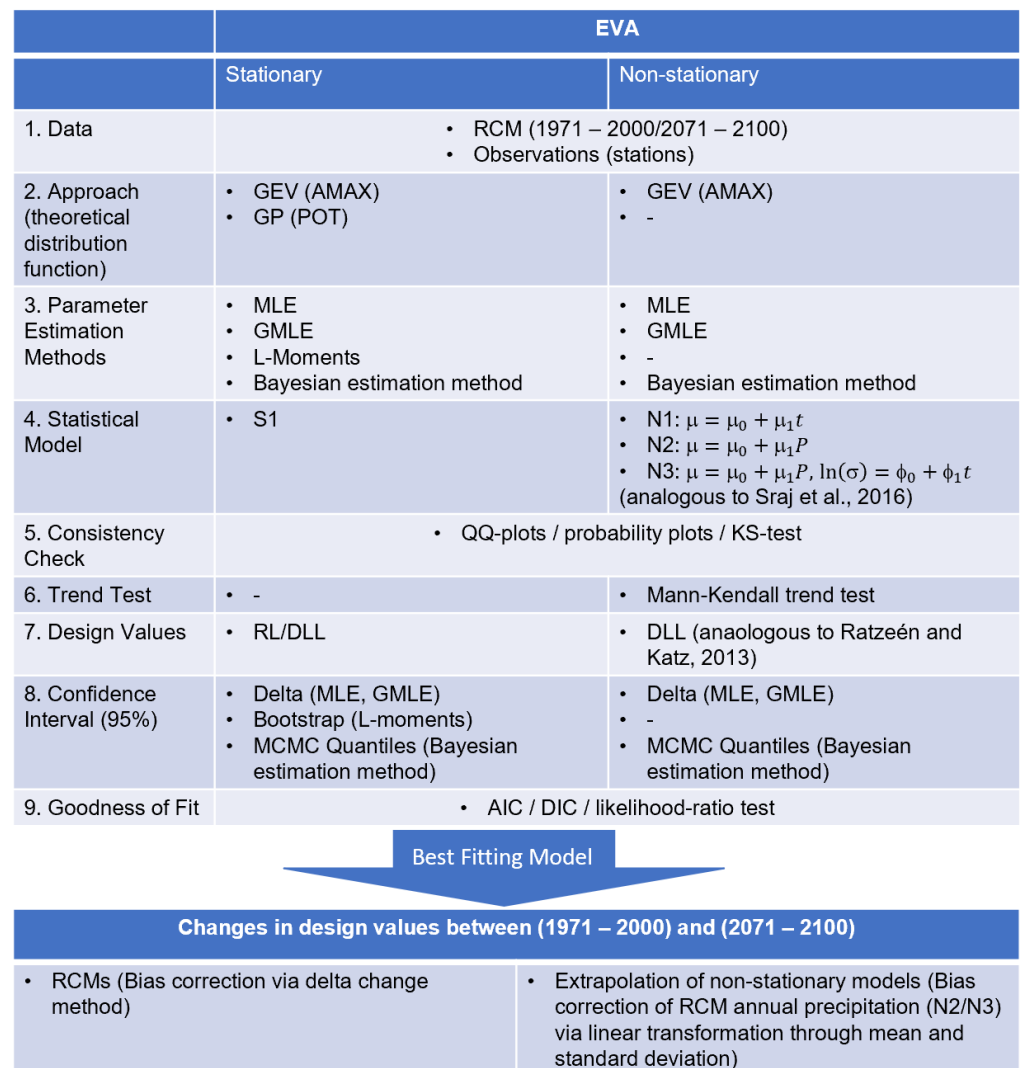 EVA
Stationary
Non-stationary
1. Data
• RCM (1971 – 2000/2071 – 2100)
• Observations (stations)
2. Approach
(theoretical
distribution
function)
• GEV (AMAX)
• GP (POT)
• GEV (AMAX)
• -
3. Parameter
Estimation
Methods
• MLE
• GMLE
• L-Moments
• Bayesian estimation method
• MLE
• GMLE
• -
• Bayesian estimation method
4. Statistical
Model
• S1
• N1: μ = μ₀ + μ₁t
• N2: μ = μ₀ + μ₁P
• N3: μ = μ₀ + μ₁P, ln(σ) = ϕ₀ + ϕ₁t
(analogous to Sraj et al., 2016)
5. Consistency
Check
• QQ-plots / probability plots / KS-test
6. Trend Test
• -
• Mann-Kendall trend test
7. Design Values
• RL/DLL
• DLL (anaologous to Ratzeén and
Katz, 2013)
8. Confidence
Interval (95%)
• Delta (MLE, GMLE)
• Bootstrap (L-moments)
• MCMC Quantiles (Bayesian
estimation method)
• Delta (MLE, GMLE)
• -
• MCMC Quantiles (Bayesian
estimation method)
9. Goodness of Fit
• AIC / DIC / likelihood-ratio test
Best Fitting Model
Changes in design values between (1971 – 2000) and (2071 – 2100)
• RCMs (Bias correction via delta change
method)
• Extrapolation of non-stationary models (Bias
correction of RCM annual precipitation (N2/N3)
via linear transformation through mean and
standard deviation)